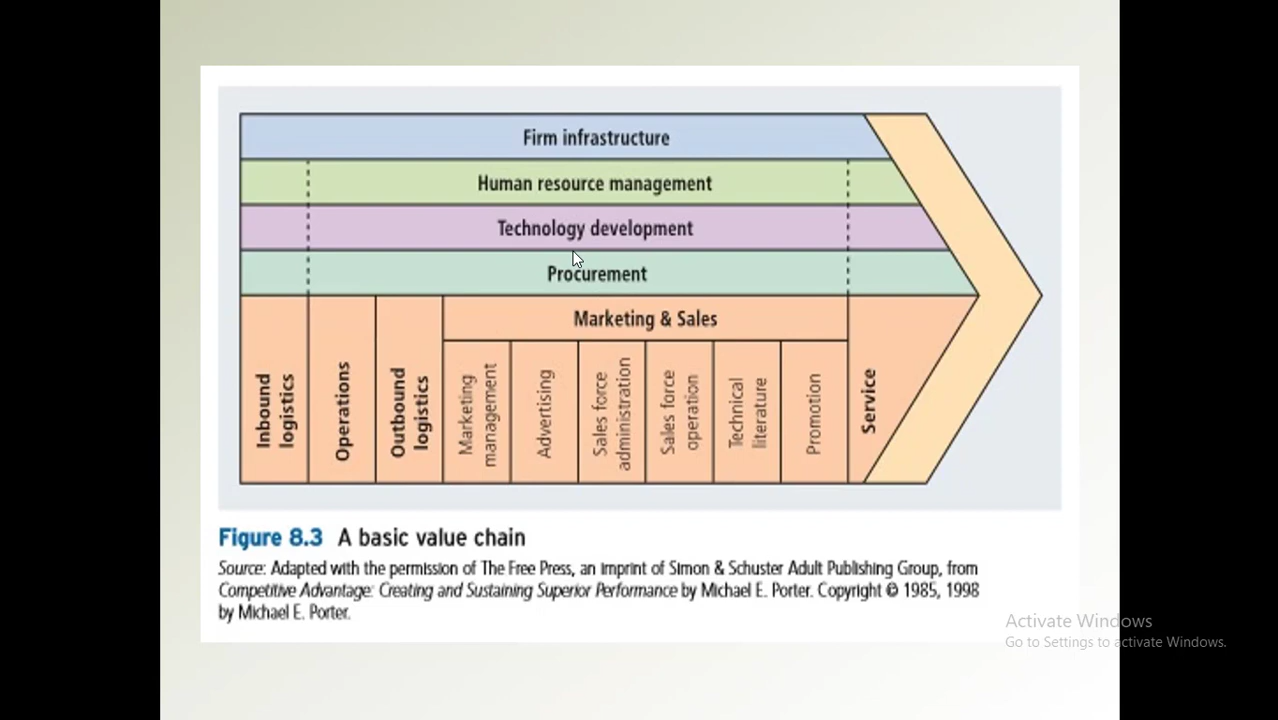 Firm infrastructure
Human resource management
Technology development
Procurement
Marketing & Sales
Inbound
logistics
Operations
Outbound
logistics
Marketing
management
Advertising
Sales force
administration
Sales force
operation
Technical
literature
Promotion
Service
Figure 8.3 A basic value chain
Source: Adapted with the permission of The Free Press, an imprint of Simon & Schuster Adult Publishing Group, from
Competitive Advantage: Creating and Sustaining Superior Performance by Michael E. Porter. Copyright © 1985, 1998
by Michael E. Porter.
Activate Windows
Go to Settings to activate Windows.